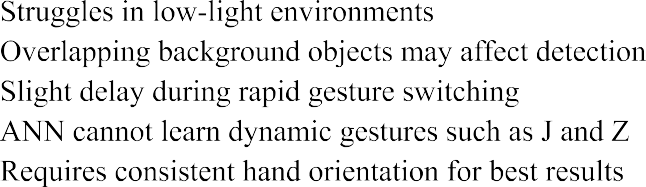 Struggles in low-light environments
Overlapping background objects may affect detection
Slight delay during rapid gesture switching
ANN cannot learn dynamic gestures such as J and Z
Requires consistent hand orientation for best results